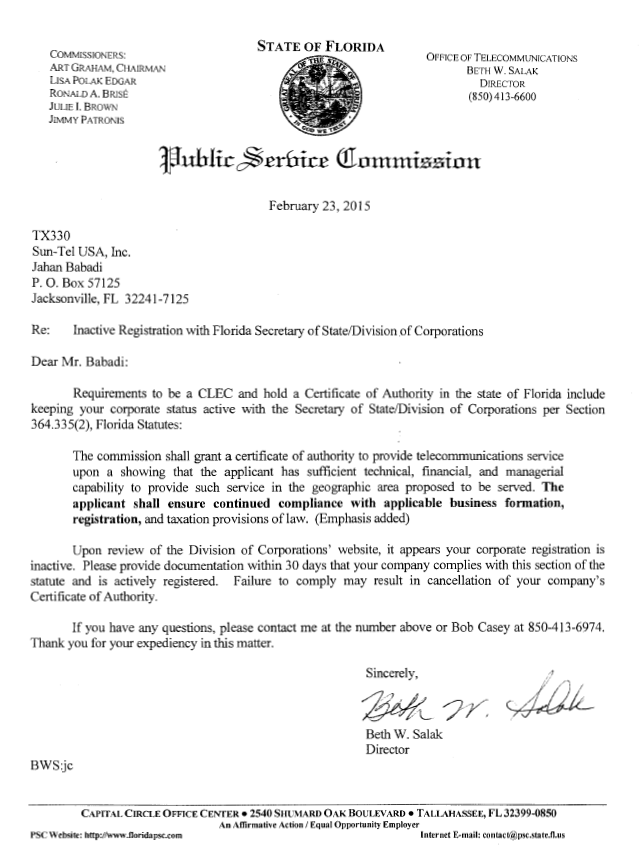 STATE OF FLORIDA
COMMISSIONERS:
ART GRAHAM, CHAIRMAN
LISA POLAK EDGAR
RONALD A. BRISÉ
JULIE I. BROWN
JIMMY PATRONIS
GREAT SEAL OF THE STATE OF FLORIDA
IN GOD WE TRUST
OFFICE OF TELECOMMUNICATIONS
BETH W. SALAK
DIRECTOR
(850) 413-6600
Public Service Commission
February 23, 2015
TX330
Sun-Tel USA, Inc.
Jahan Babadi
P. O. Box 57125
Jacksonville, FL 32241-7125
Re: Inactive Registration with Florida Secretary of State/Division of Corporations
Dear Mr. Babadi:
Requirements to be a CLEC and hold a Certificate of Authority in the state of Florida include
keeping your corporate status active with the Secretary of State/Division of Corporations per Section
364.335(2), Florida Statutes:
The commission shall grant a certificate of authority to provide telecommunications service
upon a showing that the applicant has sufficient technical, financial, and managerial
capability to provide such service in the geographic area proposed to be served. The
applicant shall ensure continued compliance with applicable business formation,
registration, and taxation provisions of law. (Emphasis added)
Upon review of the Division of Corporations' website, it appears your corporate registration is
inactive. Please provide documentation within 30 days that your company complies with this section of the
statute and is actively registered. Failure to comply may result in cancellation of your company's
Certificate of Authority.
If you have any questions, please contact me at the number above or Bob Casey at 850-413-6974.
Thank you for your expediency in this matter.
Sincerely,
Beth W. Salak
Beth W. Salak
Director
BWS:jc
CAPITAL CIRCLE OFFICE CENTER • 2540 SHUMARD OAK BOULEVARD • TALLAHASSEE, FL 32399-0850
An Affirmative Action / Equal Opportunity Employer
PSC Website: http://www.floridapsc.com Internet E-mail: contact@psc.state.fl.us